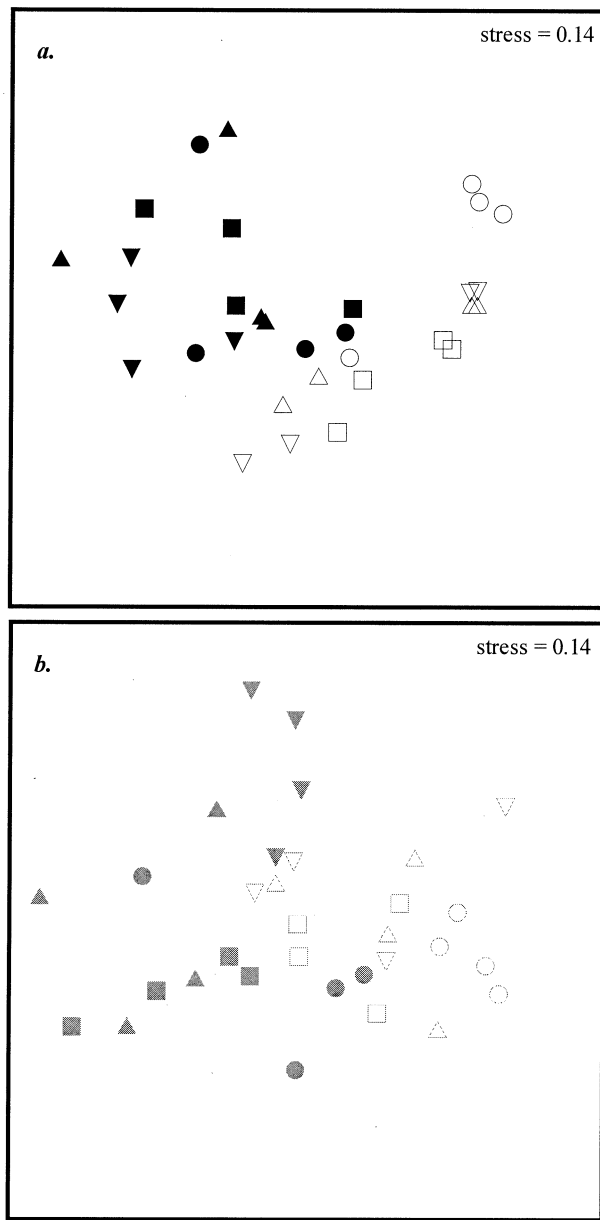 a.
stress = 0.14
b.
stress = 0.14